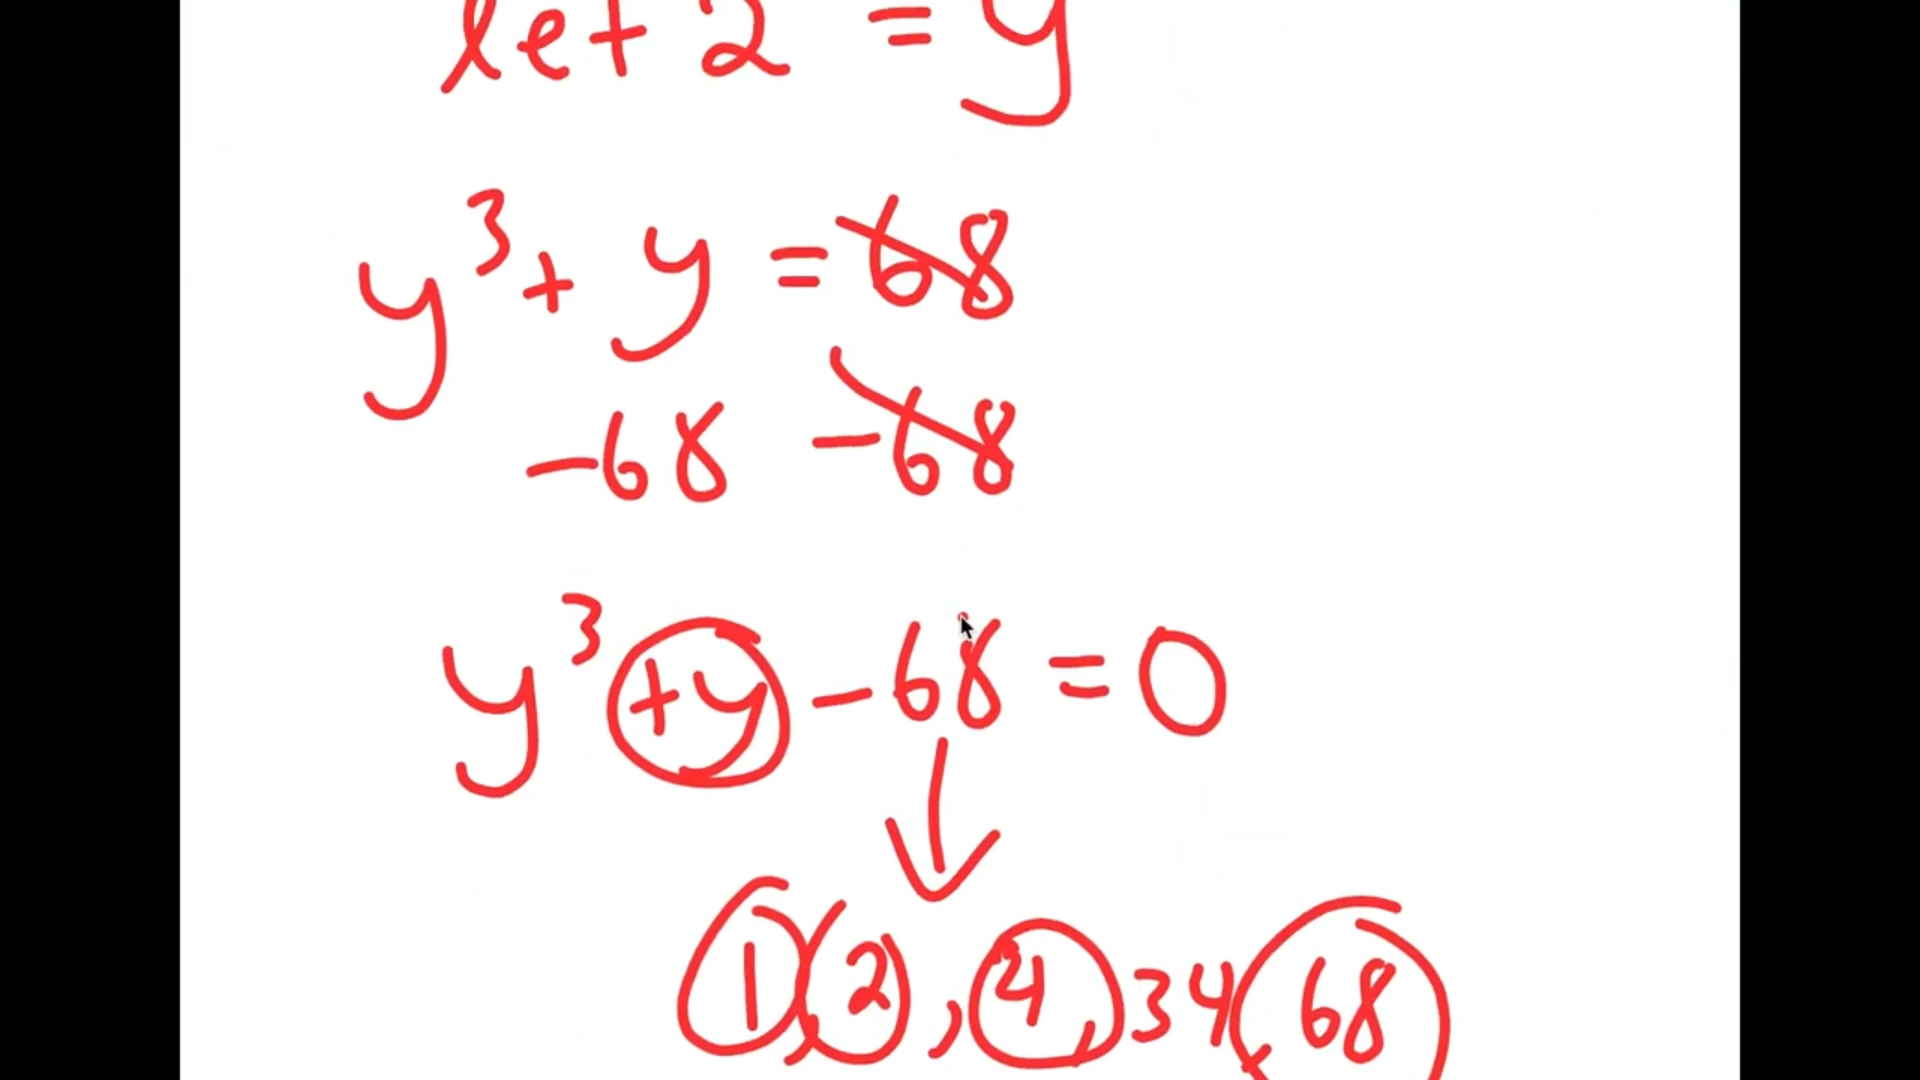 let 2 = y
y³ + y = 68
-68 -68
y³ + y - 68 = 0
1, 2, 4, 34, 68